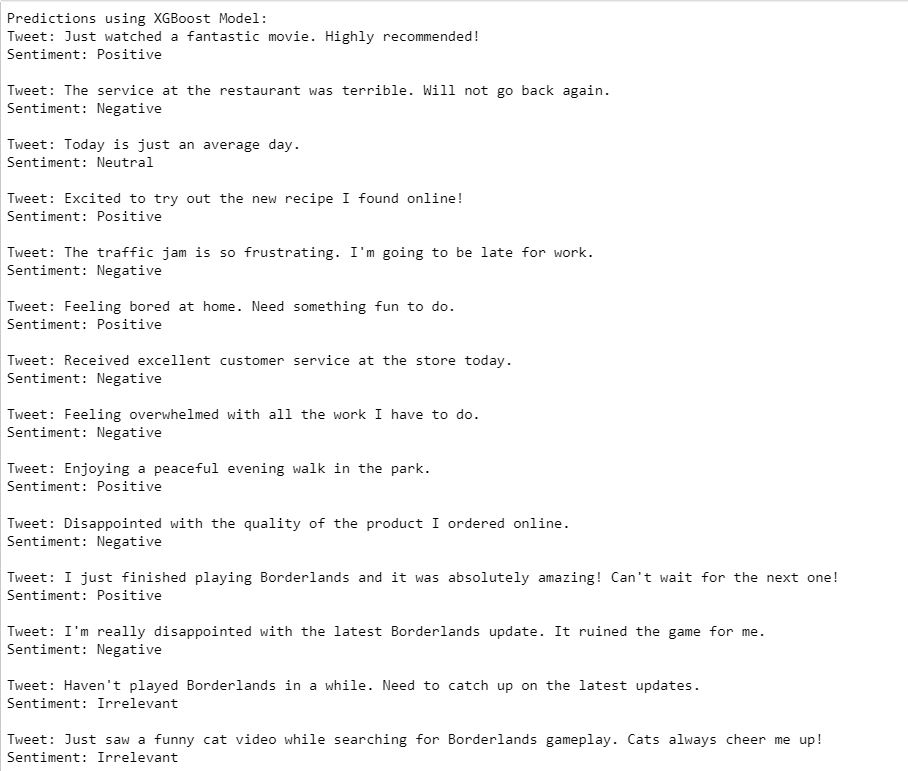 Predictions using XGBoost Model:
Tweet: Just watched a fantastic movie. Highly recommended!
Sentiment: Positive
Tweet: The service at the restaurant was terrible. Will not go back again.
Sentiment: Negative
Tweet: Today is just an average day.
Sentiment: Neutral
Tweet: Excited to try out the new recipe I found online!
Sentiment: Positive
Tweet: The traffic jam is so frustrating. I'm going to be late for work.
Sentiment: Negative
Tweet: Feeling bored at home. Need something fun to do.
Sentiment: Positive
Tweet: Received excellent customer service at the store today.
Sentiment: Negative
Tweet: Feeling overwhelmed with all the work I have to do.
Sentiment: Negative
Tweet: Enjoying a peaceful evening walk in the park.
Sentiment: Positive
Tweet: Disappointed with the quality of the product I ordered online.
Sentiment: Negative
Tweet: I just finished playing Borderlands and it was absolutely amazing! Can't wait for the next one!
Sentiment: Positive
Tweet: I'm really disappointed with the latest Borderlands update. It ruined the game for me.
Sentiment: Negative
Tweet: Haven't played Borderlands in a while. Need to catch up on the latest updates.
Sentiment: Irrelevant
Tweet: Just saw a funny cat video while searching for Borderlands gameplay. Cats always cheer me up!
Sentiment: Irrelevant